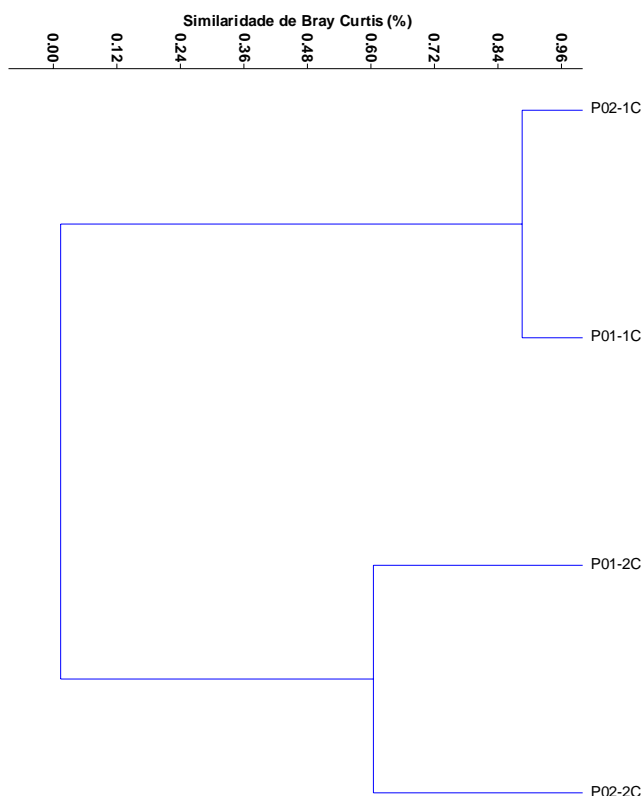 Similaridade de Bray Curtis (%)
0.00 0.12 0.24 0.36 0.48 0.60 0.72 0.84 0.96
P02-1C
P01-1C
P01-2C
P02-2C